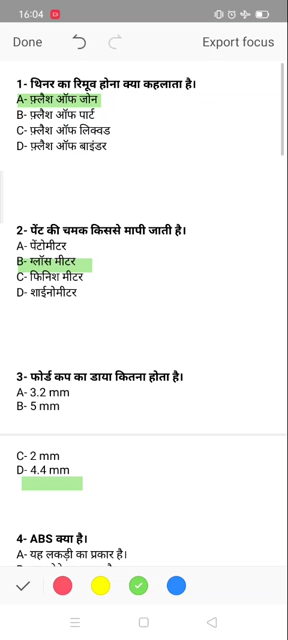 16:04
Done
Export focus
1- थिनर का रिमूव होना क्या कहलाता है।
A- फ़्लैश ऑफ जोन
B- फ़्लैश ऑफ पार्ट
C- फ़्लैश ऑफ लिक्वड
D- फ़्लैश ऑफ बाइंडर
2- पेंट की चमक किससे मापी जाती है।
A- पेंटोमीटर
B- ग्लॉस मीटर
C- फिनिश मीटर
D- शाईनोमीटर
3- फोर्ड कप का डाया कितना होता है।
A- 3.2 mm
B- 5 mm
C- 2 mm
D- 4.4 mm
4- ABS क्या है।
A- यह लकड़ी का प्रकार है।